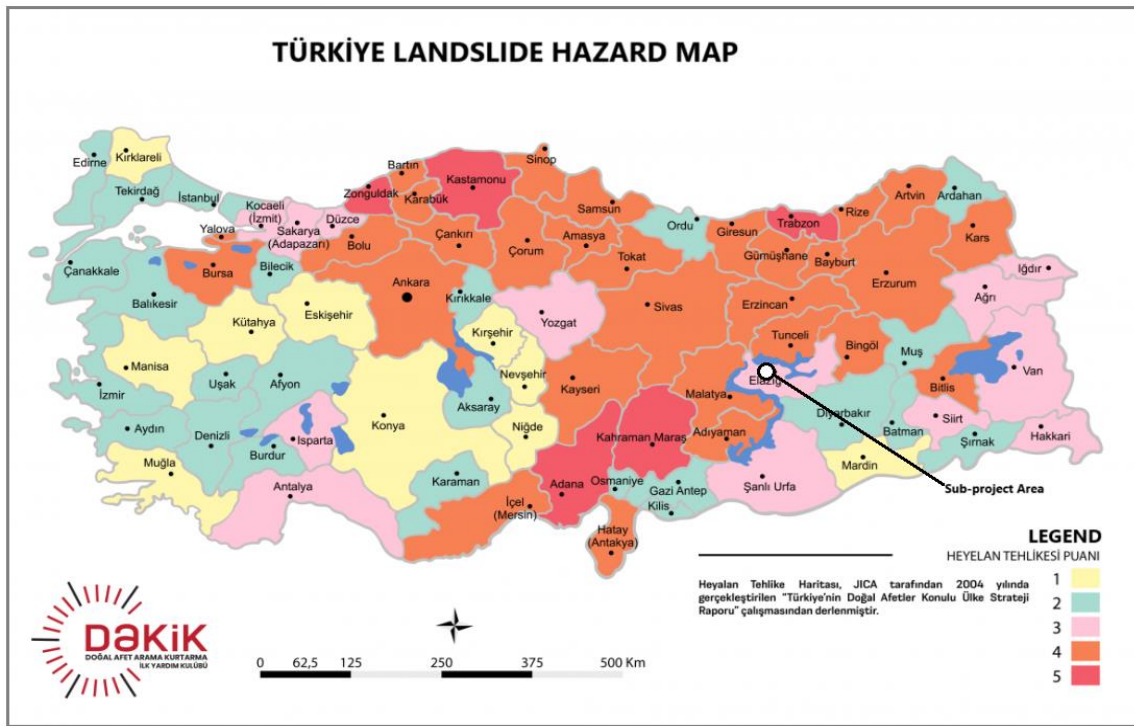 TÜRKİYE LANDSLIDE HAZARD MAP
Edirne
Kırklareli
Tekirdağ
İstanbul
Kocaeli
(İzmit)
Sakarya
(Adapazarı)
Düzce
Yalova
Zonguldak
Bartın
Karabük
Kastamonu
Sinop
Samsun
Bolu
Çankırı
Çorum
Amasya
Tokat
Ordu
Giresun
Trabzon
Rize
Artvin
Ardahan
Kars
Gümüşhane
Bayburt
Erzurum
Iğdır
Ağrı
Çanakkale
Balıkesir
Bursa
Bilecik
Ankara
Kırıkkale
Yozgat
Sivas
Erzincan
Tunceli
Bingöl
Muş
Kütahya
Eskişehir
Kırşehir
Nevşehir
Kayseri
Malatya
Elazığ
Bitlis
Van
Manisa
İzmir
Uşak
Afyon
Aksaray
Konya
Niğde
Kahraman Maraş
Adıyaman
Diyarbakır
Batman
Siirt
Şırnak
Hakkari
Aydın
Denizli
Burdur
Isparta
Muğla
Antalya
Karaman
İçel
(Mersin)
Adana
Osmaniye
Gazi Antep
Kilis
Hatay
(Antakya)
Şanlı Urfa
Mardin
Sub-project Area
LEGEND
HEYELAN TEHLİKESİ PUANI
1
2
3
4
5
Heyalan Tehlike Haritası, JICA tarafından 2004 yılında
gerçekleştirilen "Türkiye'nin Doğal Afetler Konulu Ülke Strateji
Raporu" çalışmasından derlenmiştir.
DƏKİK
DOĞAL AFET ARAMA KURTARMA
İLK YARDIM KULÜBÜ
0 62,5 125 250 375 500 Km